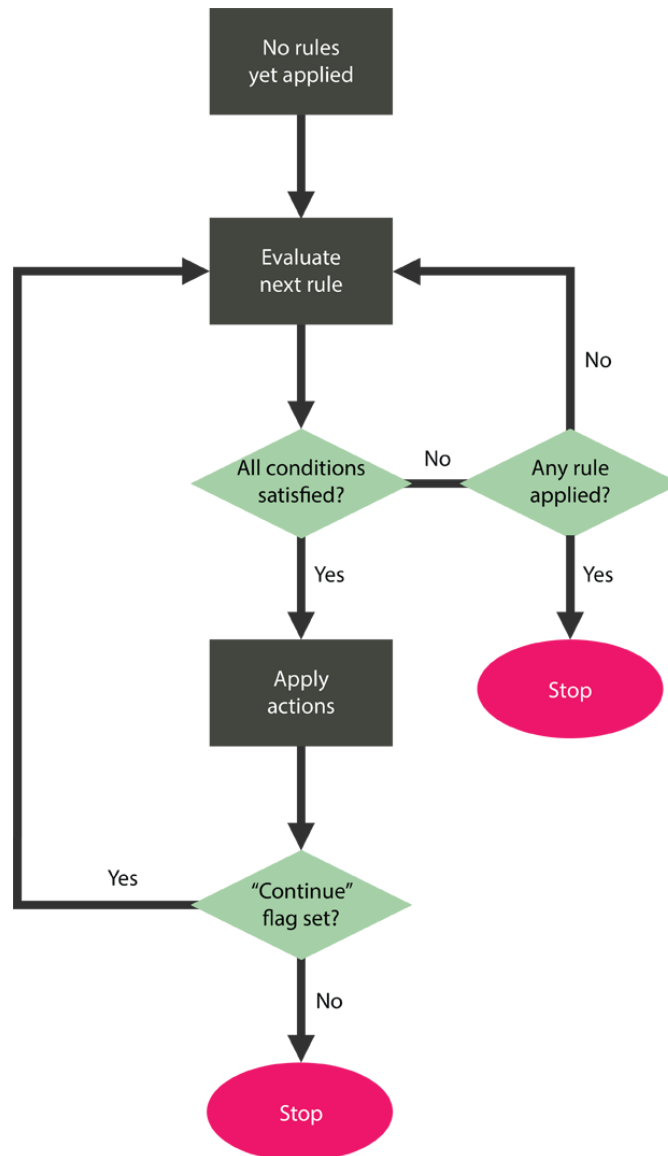 No rules
yet applied
Evaluate
next rule
No
All conditions
satisfied?
No
Any rule
applied?
Yes
Yes
Apply
actions
Stop
Yes
“Continue”
flag set?
No
Stop